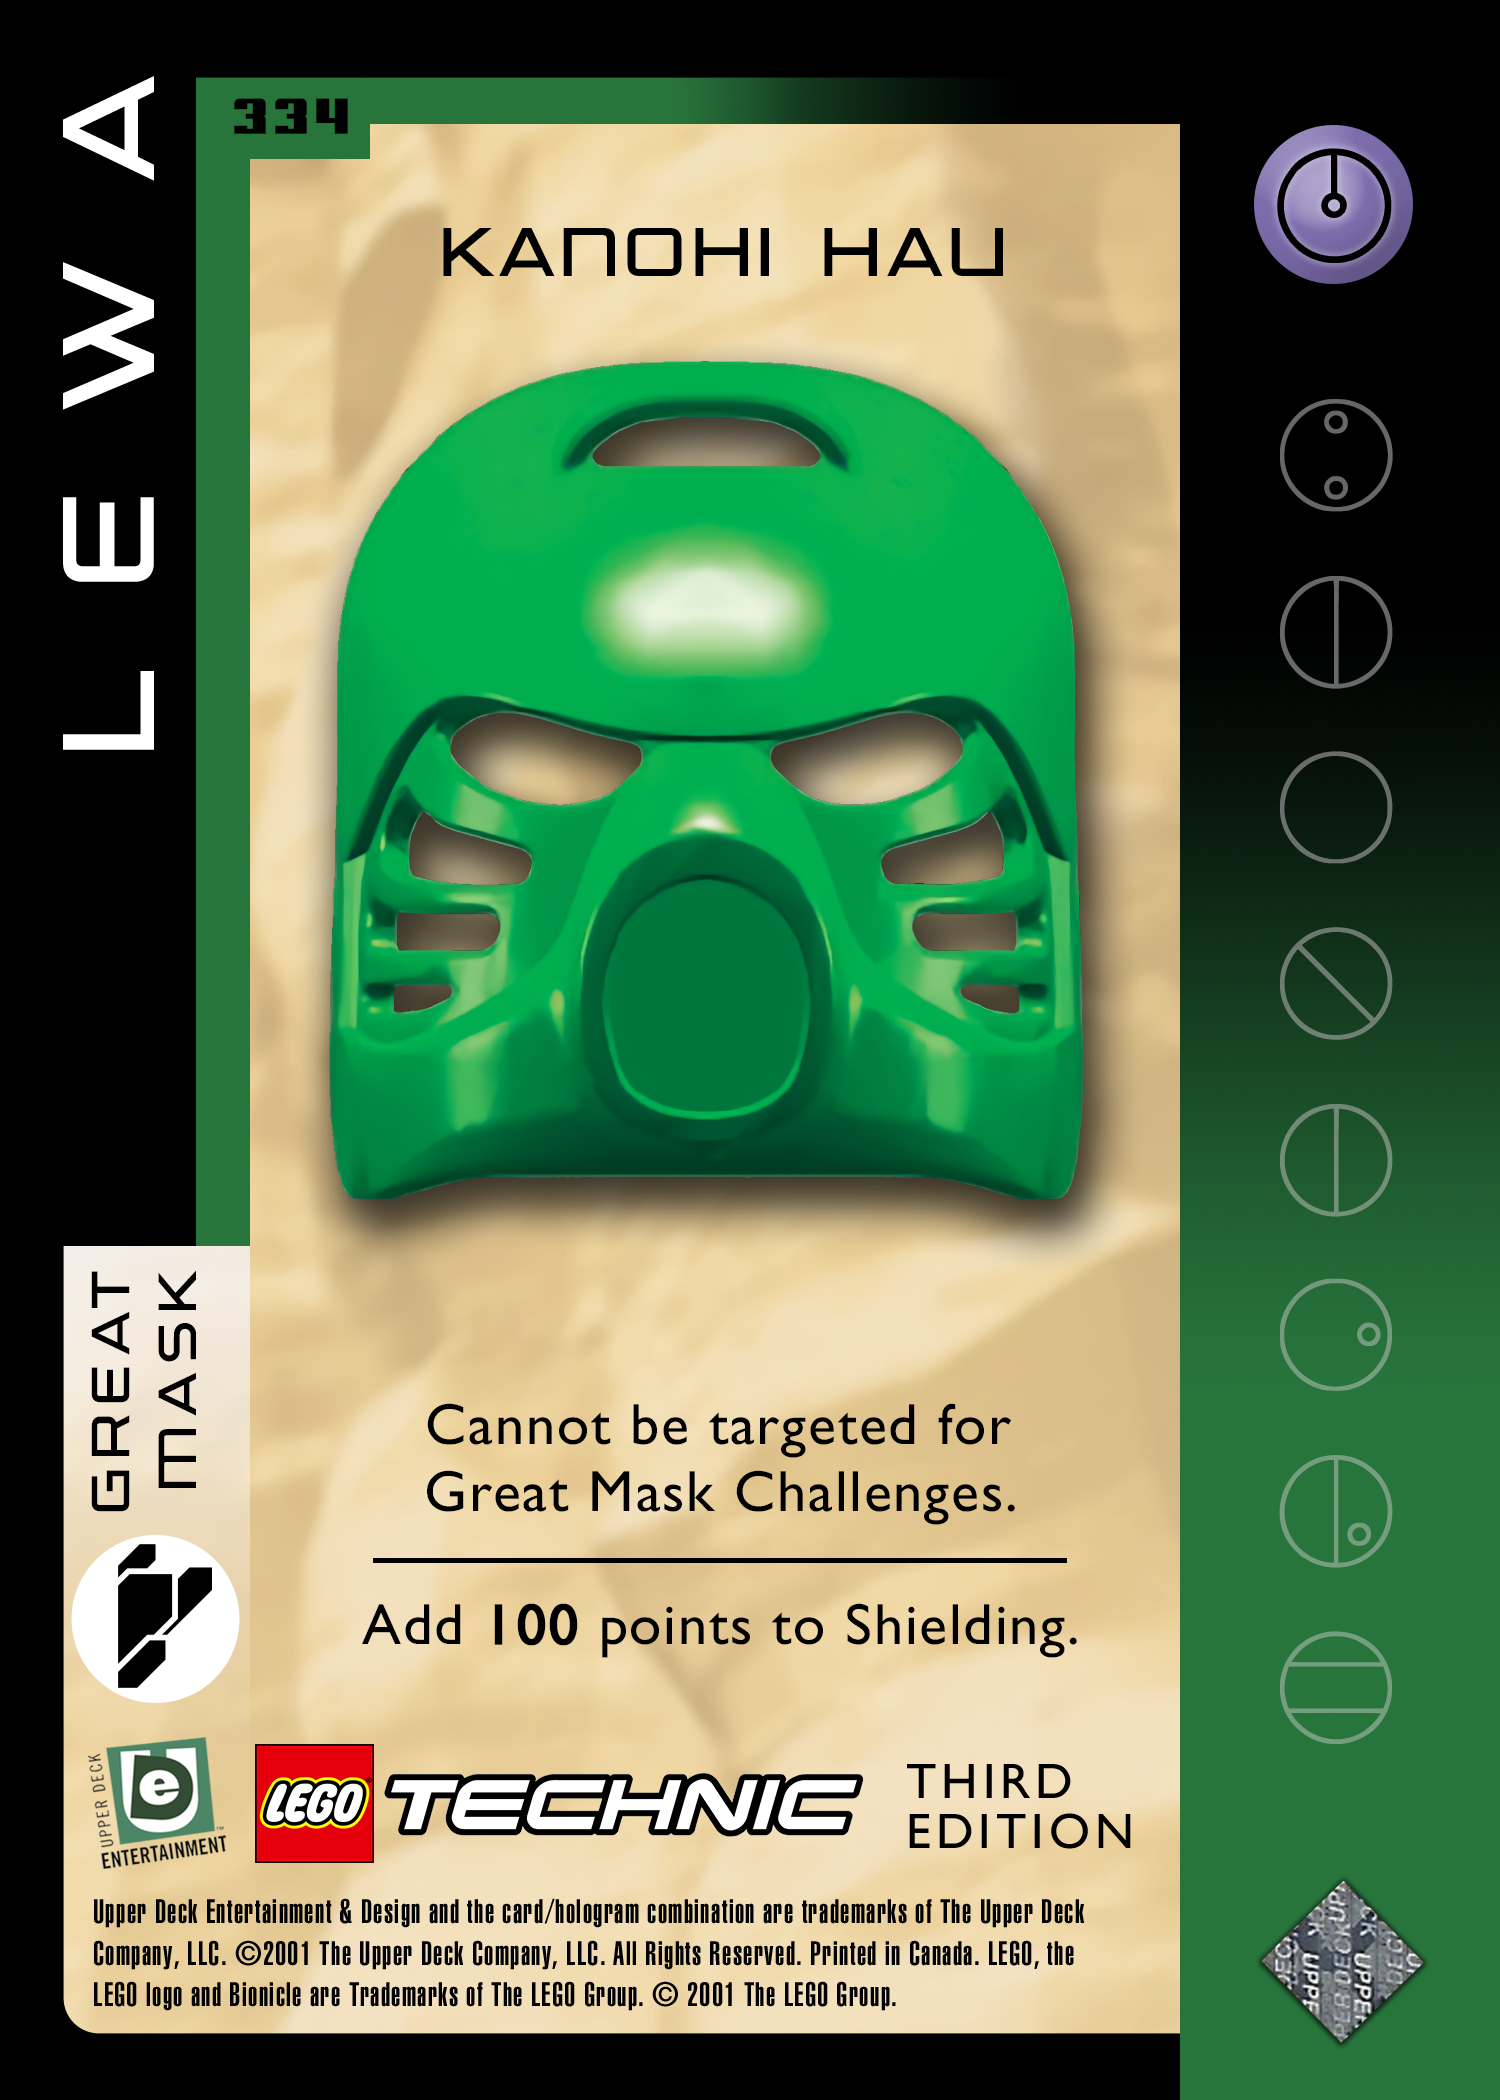 LEWA
334
KANOHI HAU
GREAT
MASK
Cannot be targeted for
Great Mask Challenges.
Add 100 points to Shielding.
UPPER DECK
e
ENTERTAINMENT™
LEGO TECHNIC
THIRD
EDITION
Upper Deck Entertainment & Design and the card/hologram combination are trademarks of The Upper Deck
Company, LLC. ©2001 The Upper Deck Company, LLC. All Rights Reserved. Printed in Canada. LEGO, the
LEGO logo and Bionicle are Trademarks of The LEGO Group. © 2001 The LEGO Group.